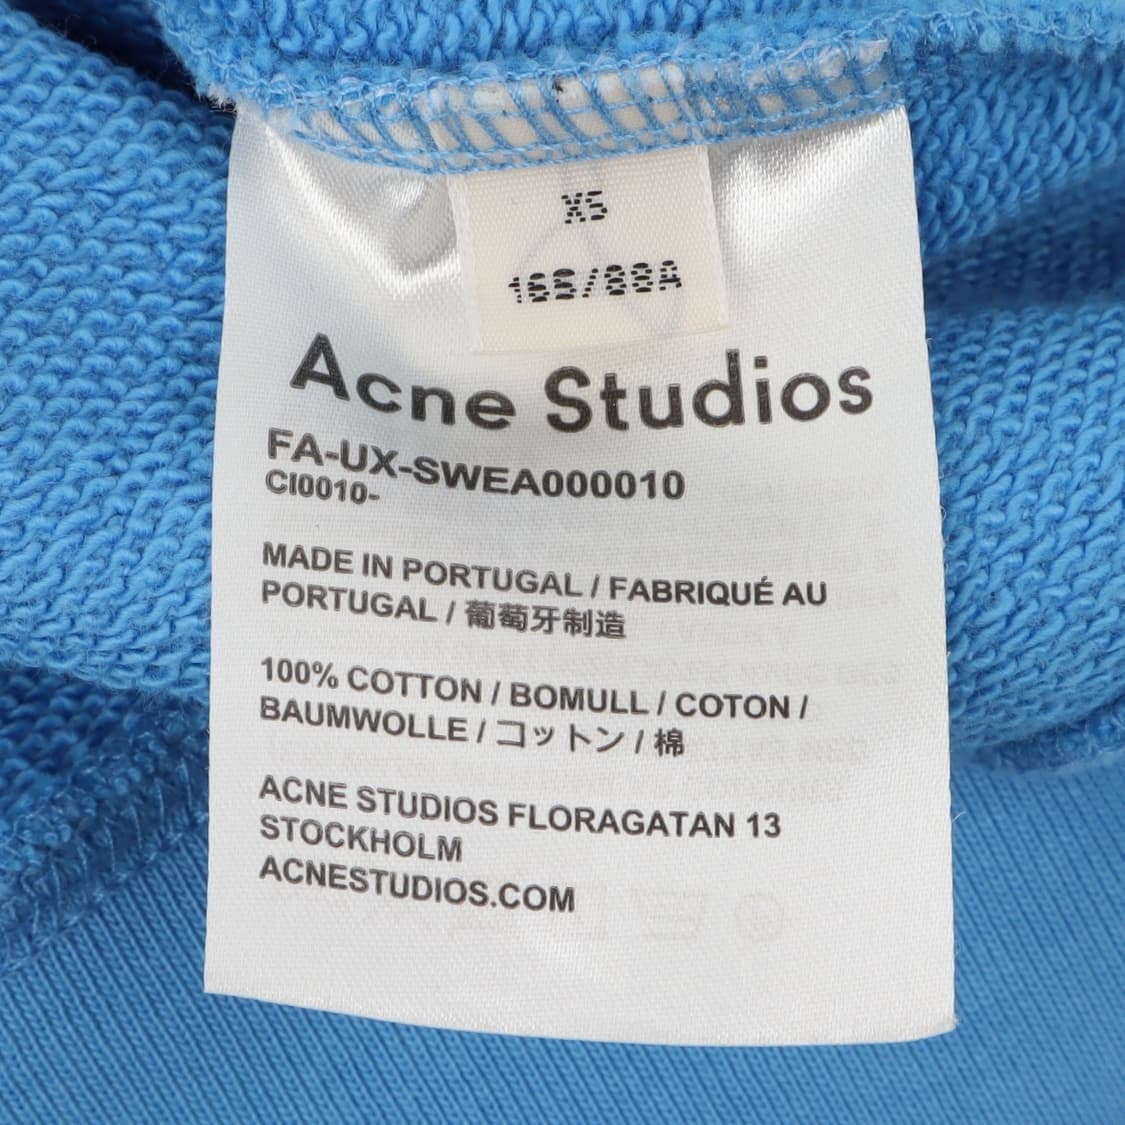 XS
165/88A
Acne Studios
FA-UX-SWEA000010
CI0010-
MADE IN PORTUGAL / FABRIQUÉ AU
PORTUGAL / 葡萄牙制造
100% COTTON / BOMULL / COTON /
BAUMWOLLE / コットン / 棉
ACNE STUDIOS FLORAGATAN 13
STOCKHOLM
ACNESTUDIOS.COM